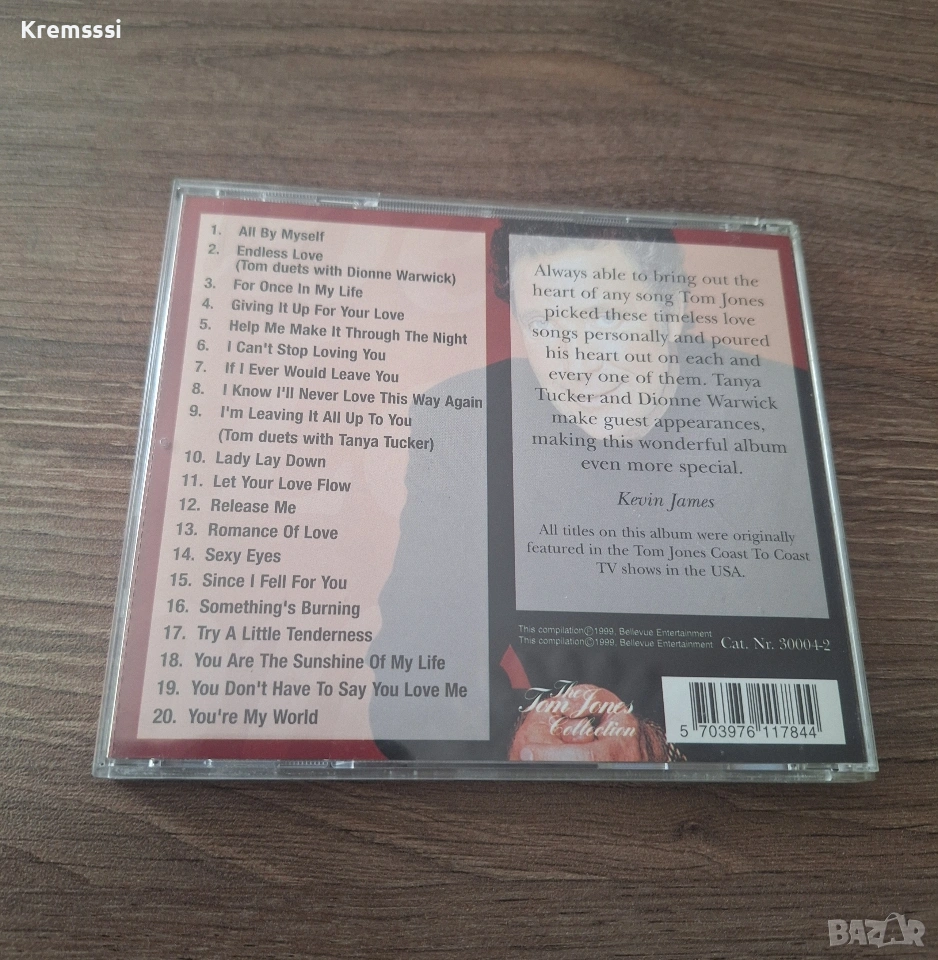 Kremsssi
1. All By Myself
2. Endless Love
(Tom duets with Dionne Warwick)
3. For Once In My Life
4. Giving It Up For Your Love
5. Help Me Make It Through The Night
6. I Can't Stop Loving You
7. If I Ever Would Leave You
8. I Know I'll Never Love This Way Again
9. I'm Leaving It All Up To You
(Tom duets with Tanya Tucker)
10. Lady Lay Down
11. Let Your Love Flow
12. Release Me
13. Romance Of Love
14. Sexy Eyes
15. Since I Fell For You
16. Something's Burning
17. Try A Little Tenderness
18. You Are The Sunshine Of My Life
19. You Don't Have To Say You Love Me
20. You're My World
Always able to bring out the
heart of any song Tom Jones
picked these timeless love
songs personally and poured
his heart out on each and
every one of them. Tanya
Tucker and Dionne Warwick
make guest appearances,
making this wonderful album
even more special.
Kevin James
All titles on this album were originally
featured in the Tom Jones Coast To Coast
TV shows in the USA.
This compilation ℗ 1999, Bellevue Entertainment
This compilation © 1999, Bellevue Entertainment
Cat. Nr. 30004-2
The
Tom Jones
Collection
5 703976 117844
BAZAR